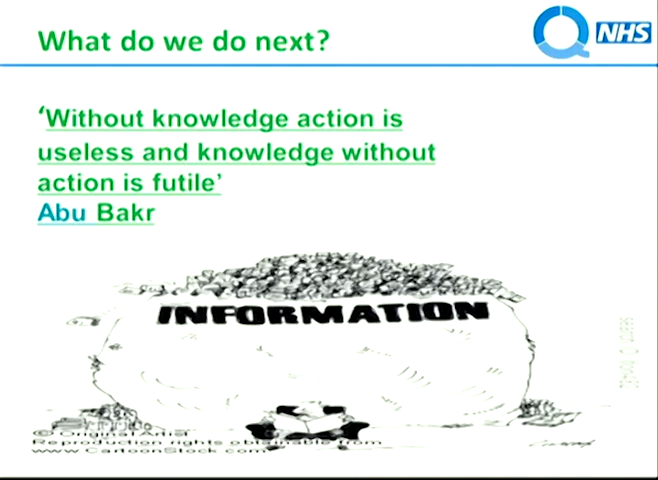 What do we do next?
NHS
‘Without knowledge action is
useless and knowledge without
action is futile’
Abu Bakr
INFORMATION
© Original Artist
Reproduction rights obtainable from
www.CartoonStock.com